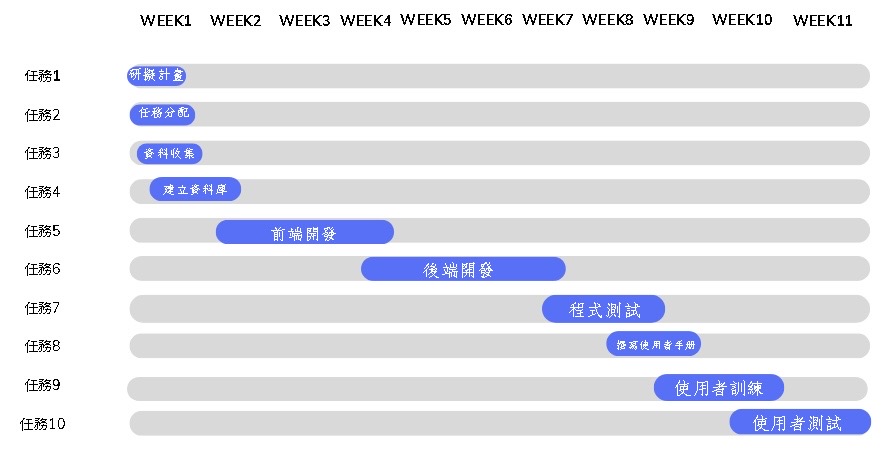 WEEK1 WEEK2 WEEK3 WEEK4 WEEK5 WEEK6 WEEK7 WEEK8 WEEK9 WEEK10 WEEK11
任務1 研擬計畫
任務2 任務分配
任務3 資料收集
任務4 建立資料庫
任務5 前端開發
任務6 後端開發
任務7 程式測試
任務8 撰寫使用者手册
任務9 使用者訓練
任務10 使用者測試